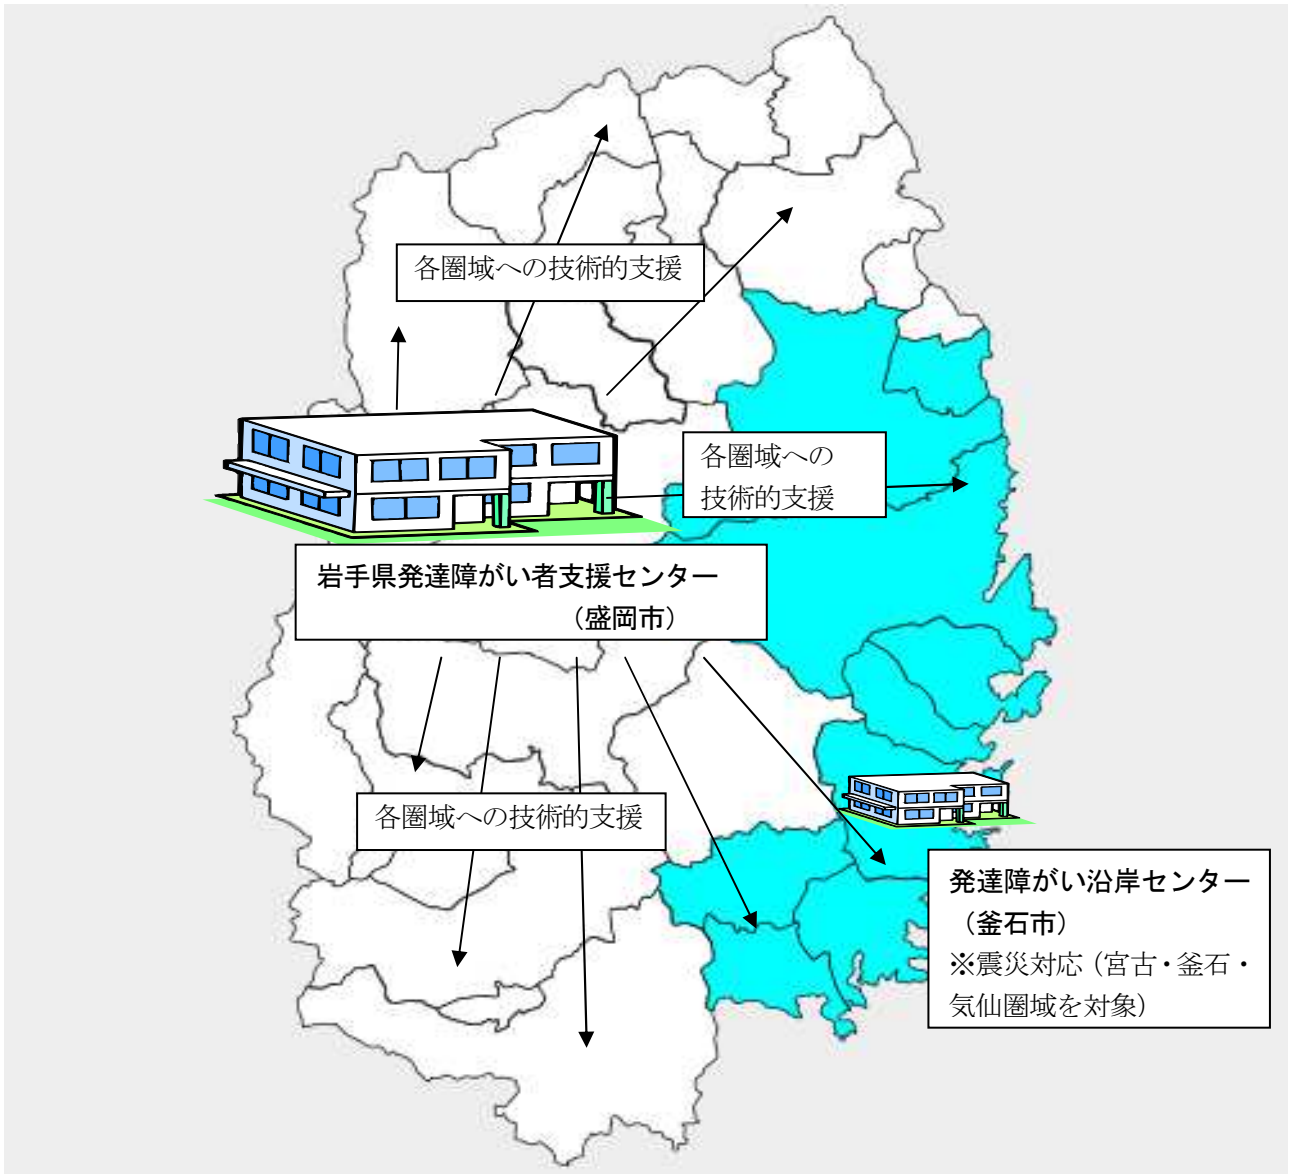 各圏域への技術的支援
各圏域への
技術的支援
岩手県発達障がい者支援センター
（盛岡市）
各圏域への技術的支援
発達障がい沿岸センター
（釜石市）
※震災対応（宮古・釜石・
気仙圏域を対象）